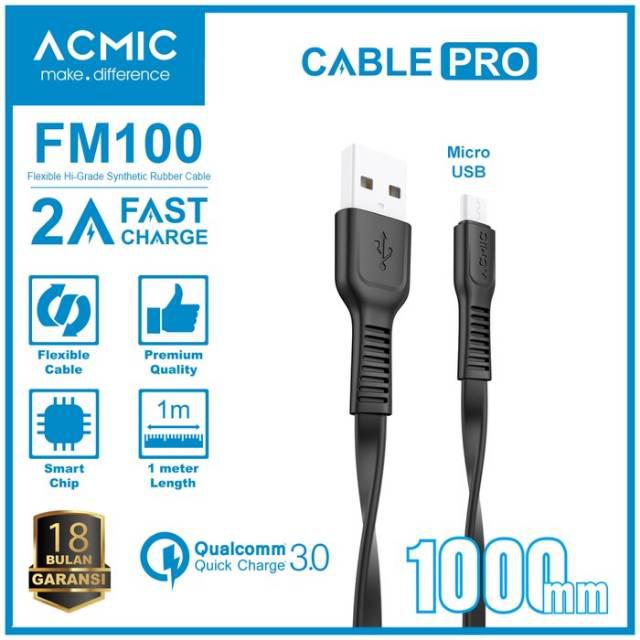 ACMIC
make.difference
CABLE PRO
FM100
Flexible Hi-Grade Synthetic Rubber Cable
2A FAST
CHARGE
Micro
USB
ACMIC
Flexible
Cable
Premium
Quality
1m
Smart
Chip
1 meter
Length
18
BULAN
GARANSI
Qualcomm
Quick Charge 3.0
1000mm